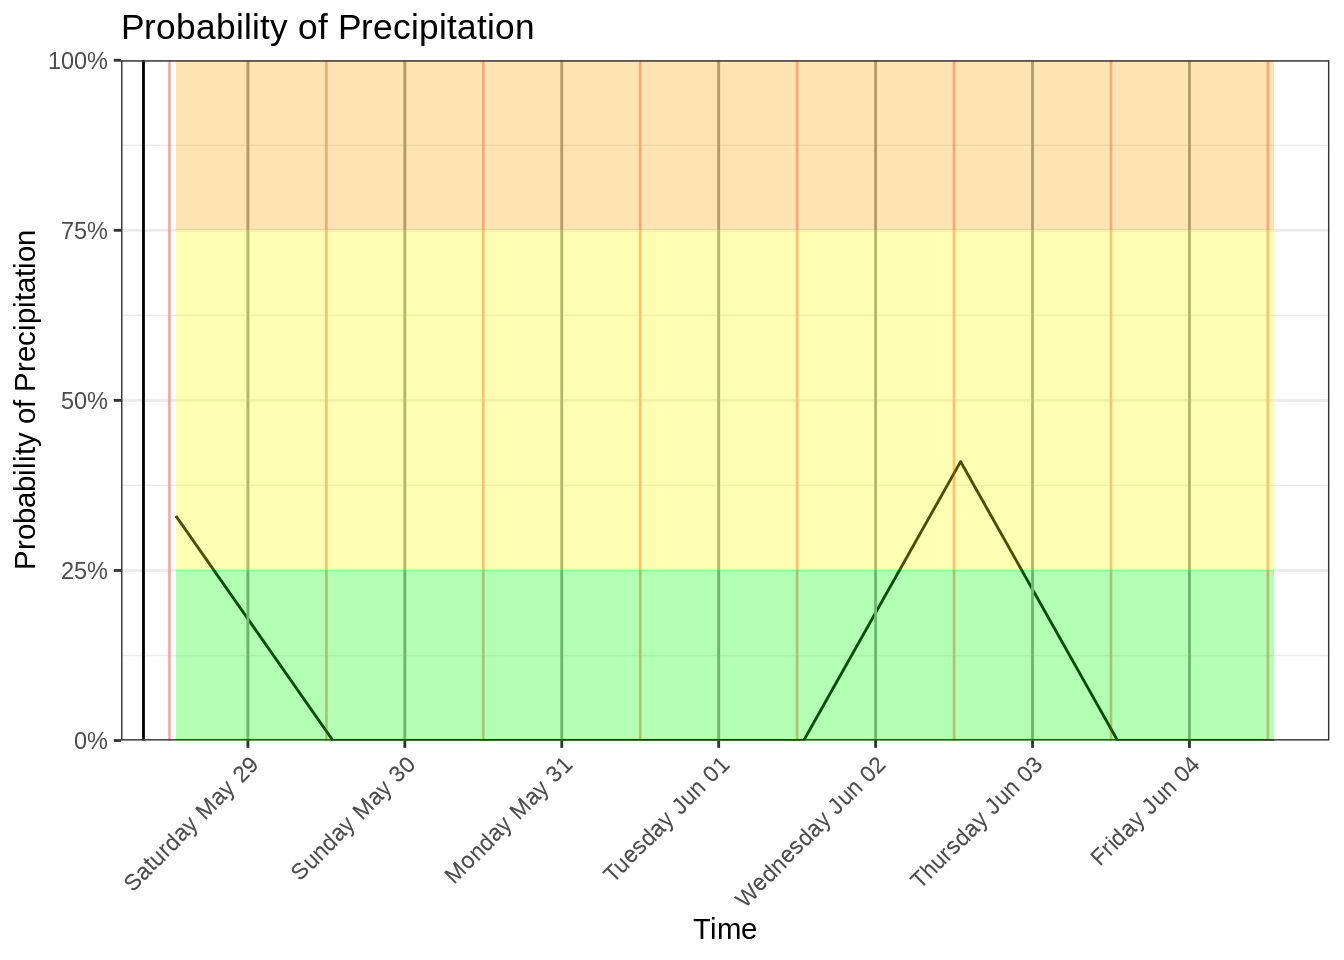 Probability of Precipitation
Probability of Precipitation
100%
75%
50%
25%
0%
Saturday May 29
Sunday May 30
Monday May 31
Tuesday Jun 01
Wednesday Jun 02
Thursday Jun 03
Friday Jun 04
Time